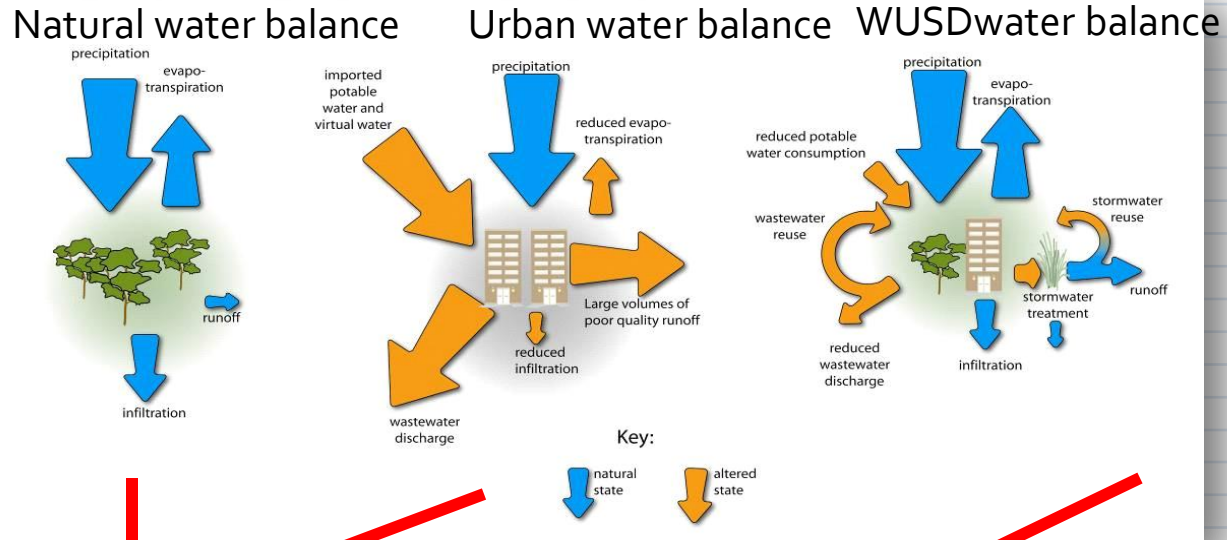 Natural water balance
precipitation
evapo-
transpiration
runoff
infiltration
Urban water balance
imported
potable
water and
virtual water
precipitation
reduced evapo-
transpiration
Large volumes of
poor quality runoff
reduced
infiltration
wastewater
discharge
WUSDwater balance
precipitation
evapo-
transpiration
reduced potable
water consumption
wastewater
reuse
stormwater
reuse
runoff
stormwater
treatment
infiltration
reduced
wastewater
discharge
Key:
natural
state
altered
state